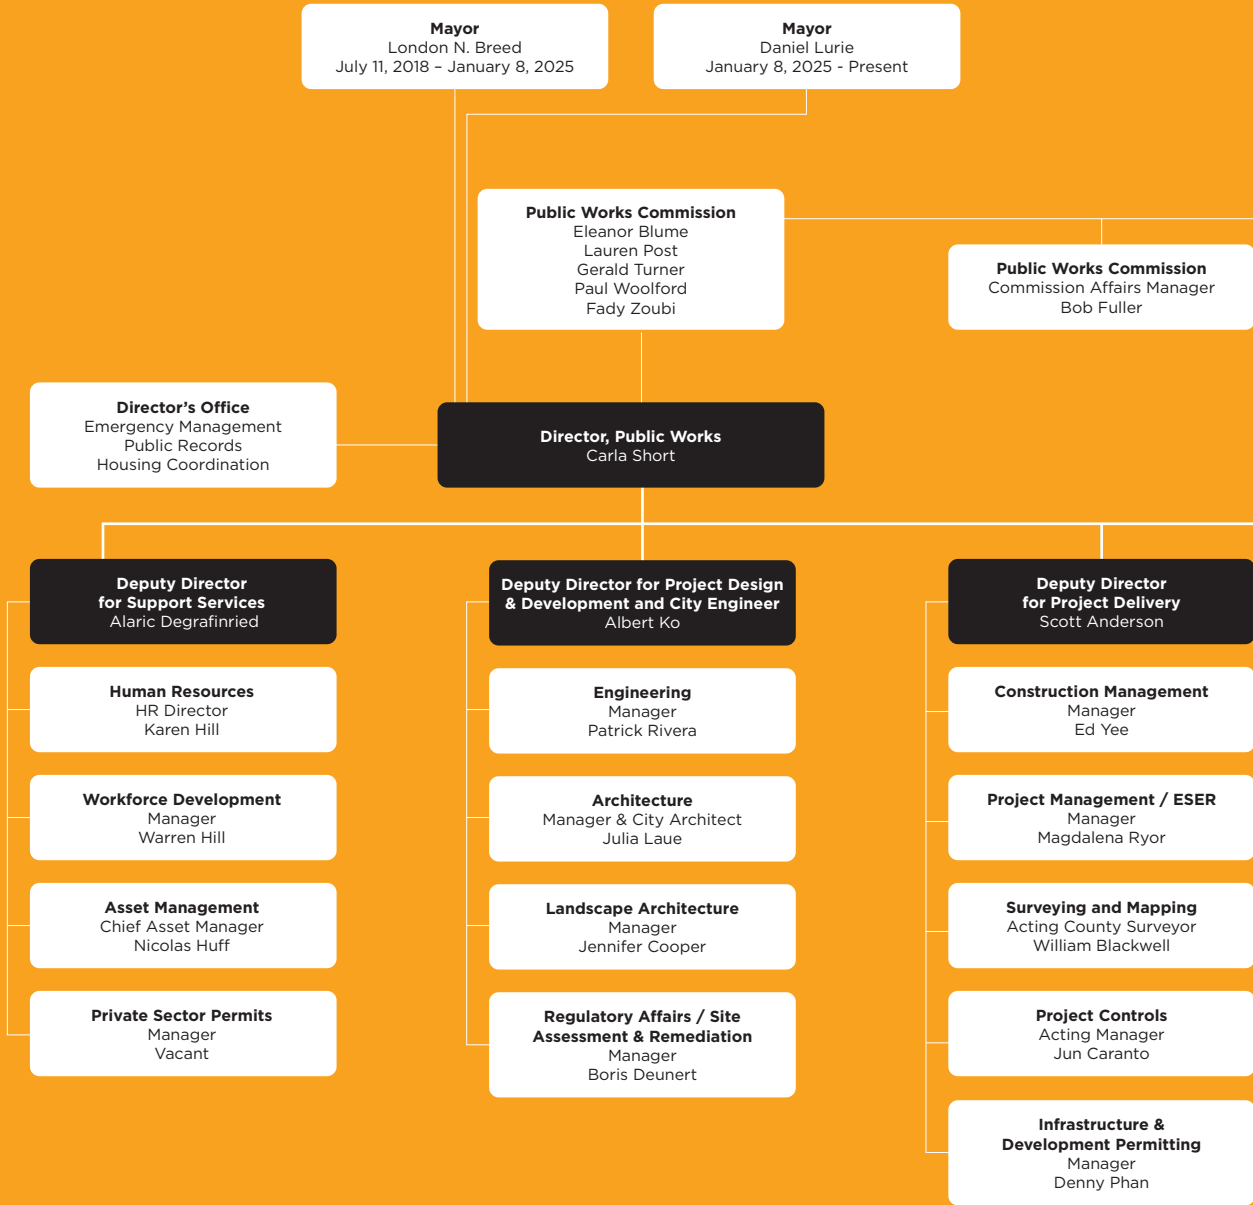 Mayor
London N. Breed
July 11, 2018 – January 8, 2025
Mayor
Daniel Lurie
January 8, 2025 - Present
Public Works Commission
Eleanor Blume
Lauren Post
Gerald Turner
Paul Woolford
Fady Zoubi
Public Works Commission
Commission Affairs Manager
Bob Fuller
Director’s Office
Emergency Management
Public Records
Housing Coordination
Director, Public Works
Carla Short
Deputy Director
for Support Services
Alaric Degrafinried
Human Resources
HR Director
Karen Hill
Workforce Development
Manager
Warren Hill
Asset Management
Chief Asset Manager
Nicolas Huff
Private Sector Permits
Manager
Vacant
Deputy Director for Project Design
& Development and City Engineer
Albert Ko
Engineering
Manager
Patrick Rivera
Architecture
Manager & City Architect
Julia Laue
Landscape Architecture
Manager
Jennifer Cooper
Regulatory Affairs / Site
Assessment & Remediation
Manager
Boris Deunert
Deputy Director
for Project Delivery
Scott Anderson
Construction Management
Manager
Ed Yee
Project Management / ESER
Manager
Magdalena Ryor
Surveying and Mapping
Acting County Surveyor
William Blackwell
Project Controls
Acting Manager
Jun Caranto
Infrastructure &
Development Permitting
Manager
Denny Phan